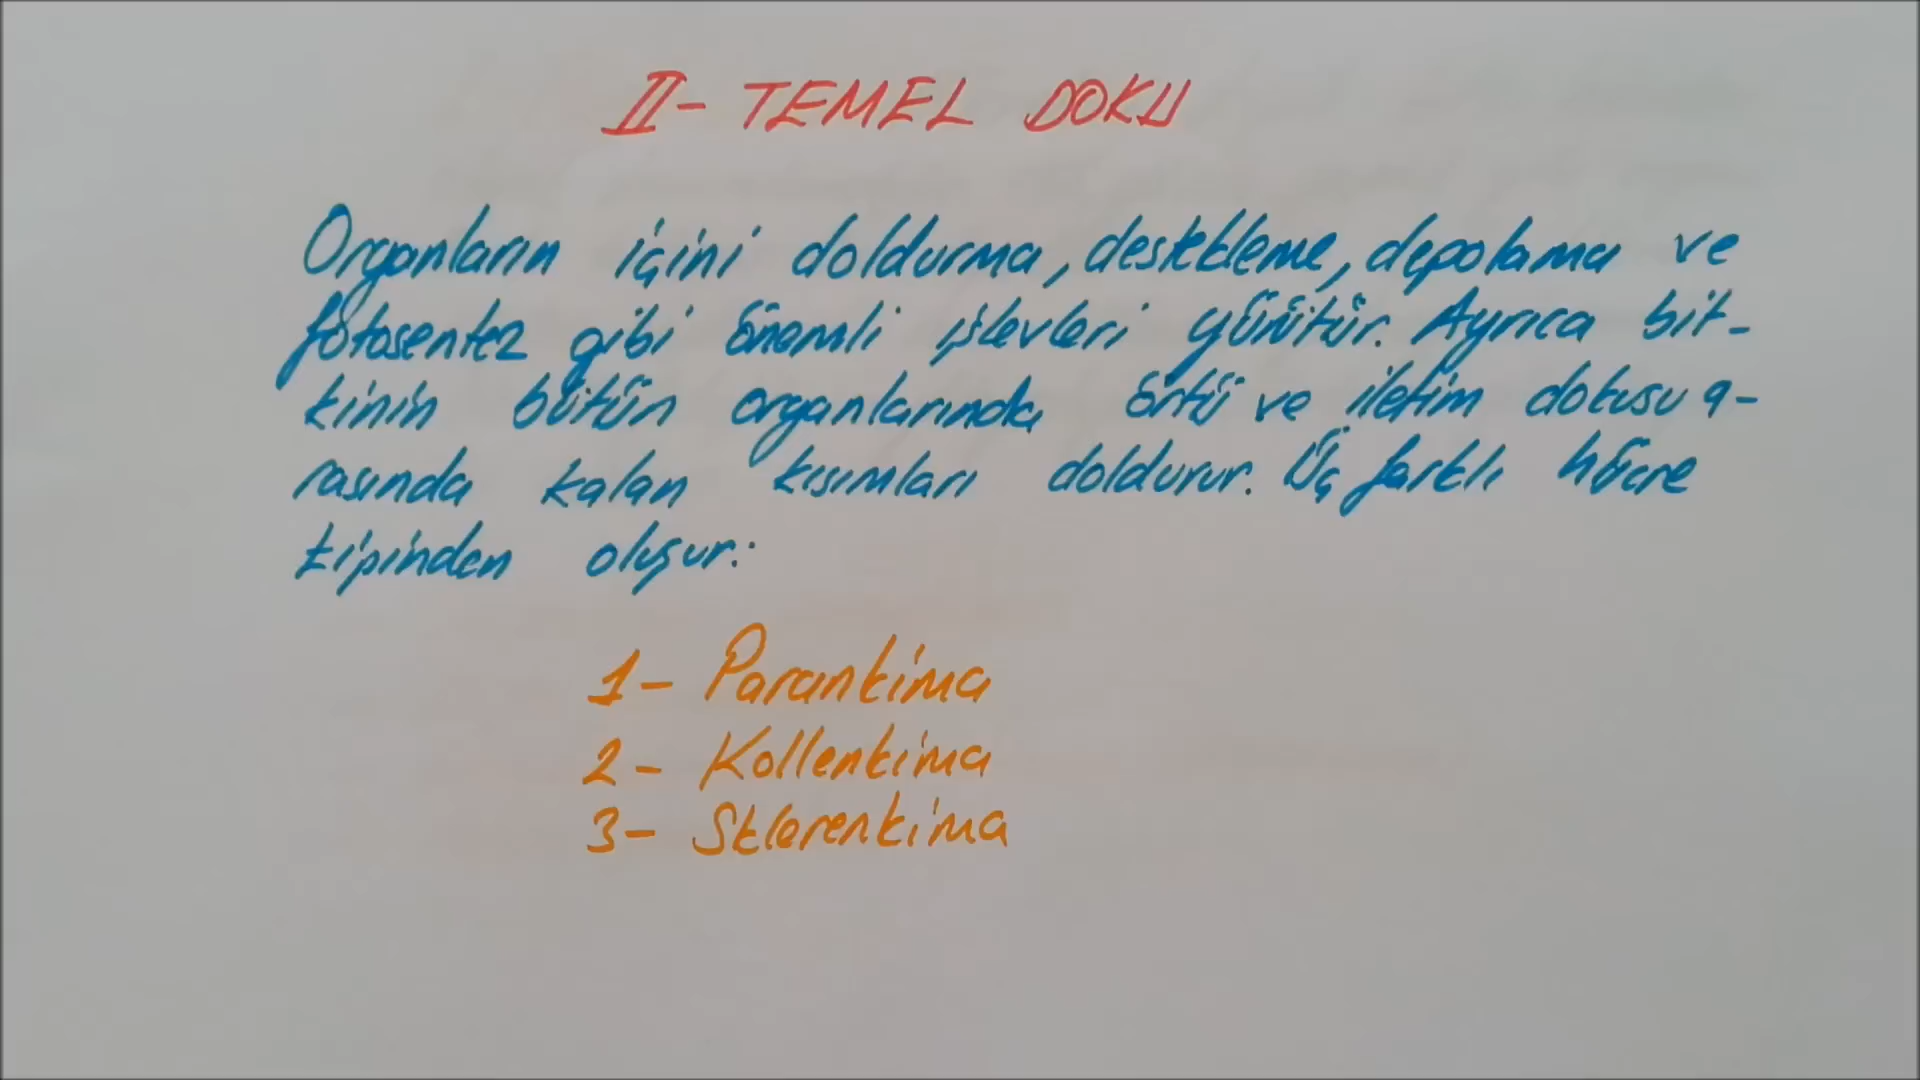 II- TEMEL DOKU
Organların içini doldurma, destekleme, depolama ve
fotosentez gibi önemli işlevleri yürütür. Ayrıca bit-
kinin bütün organlarında örtü ve iletim dokusu a-
rasında kalan kısımları doldurur. Üç farklı hücre
tipinden oluşur:
1- Parankima
2- Kollenkima
3- Sklerenkima